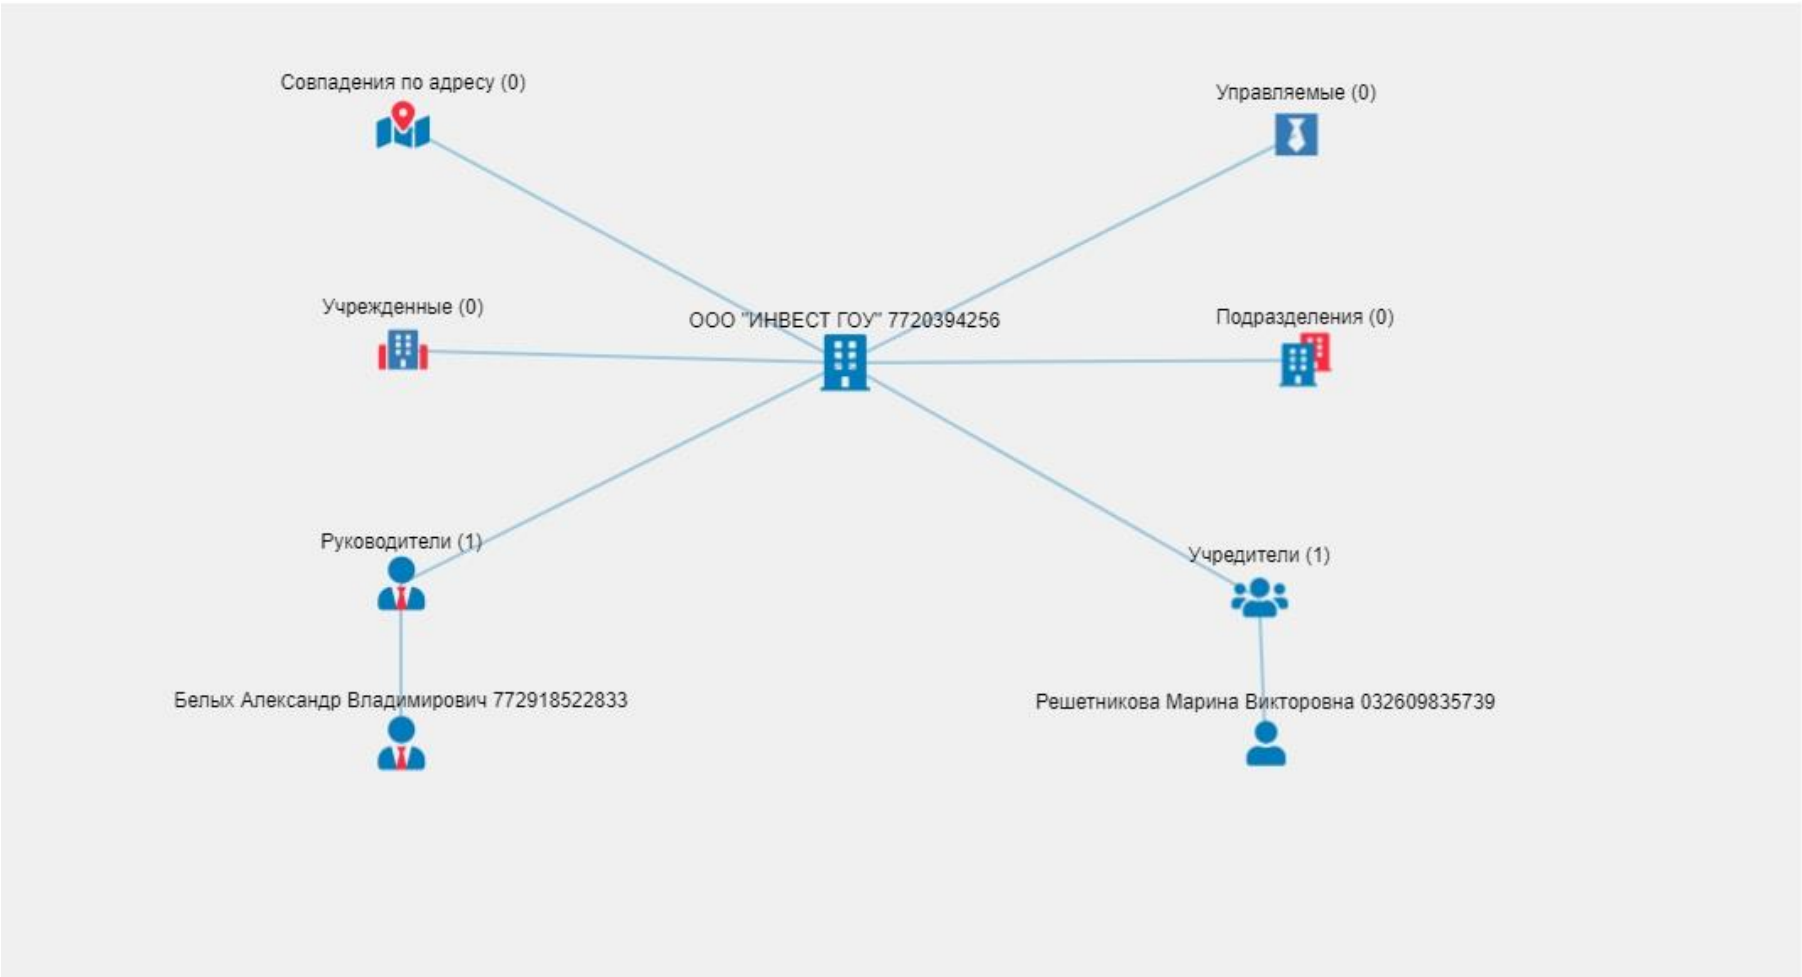 Совпадения по адресу (0)
Управляемые (0)
Учрежденные (0)
ООО "ИНВЕСТ ГОУ" 7720394256
Подразделения (0)
Руководители (1)
Учредители (1)
Белых Александр Владимирович 772918522833
Решетникова Марина Викторовна 032609835739